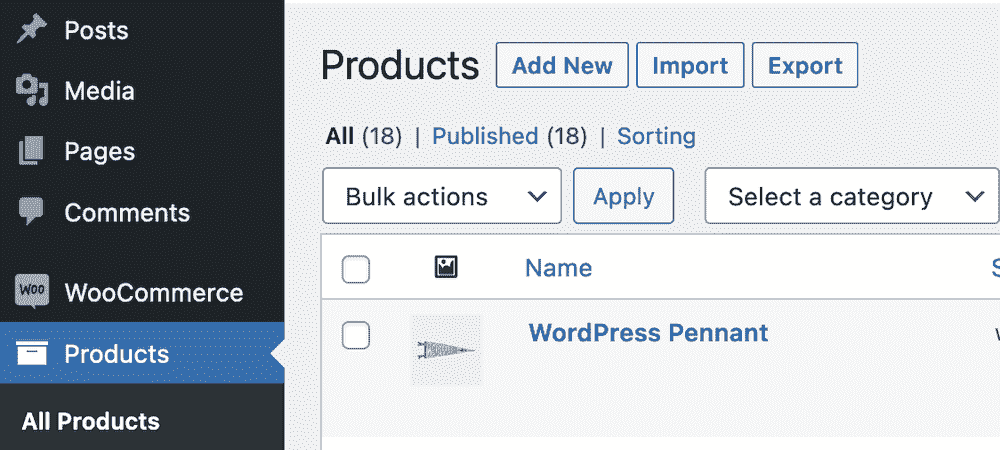 Posts
Media
Pages
Comments
WOO WooCommerce
Products
All Products
Products Add New Import Export
All (18) | Published (18) | Sorting
Bulk actions Apply Select a category
Name
WordPress Pennant